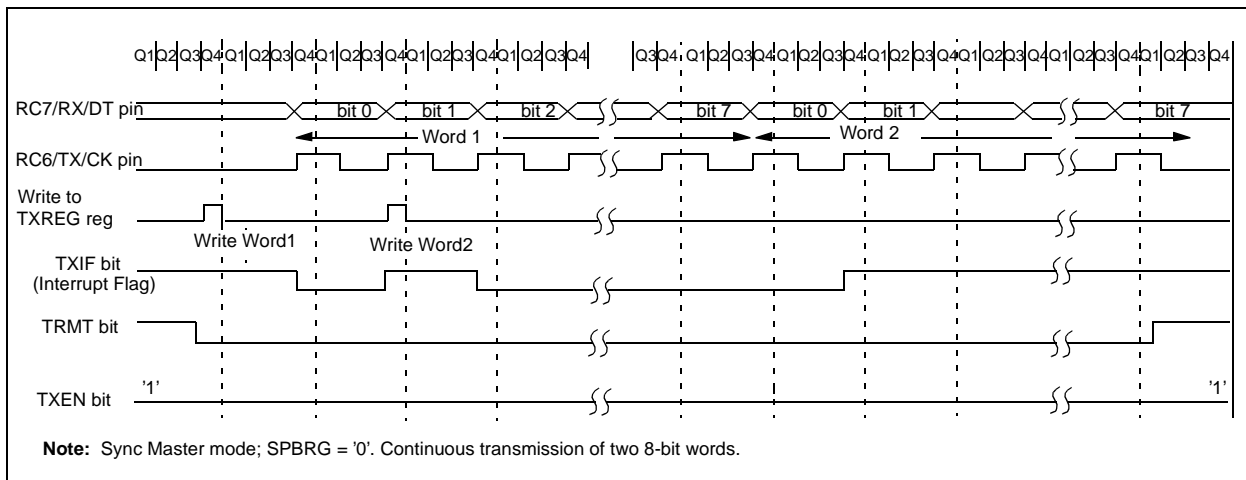 Q1 Q2 Q3 Q4 Q1 Q2 Q3 Q4 Q1 Q2 Q3 Q4 Q1 Q2 Q3 Q4 Q1 Q2 Q3 Q4 Q3 Q4 Q1 Q2 Q3 Q4 Q1 Q2 Q3 Q4 Q1 Q2 Q3 Q4 Q1 Q2 Q3 Q4 Q1 Q2 Q3 Q4 Q1 Q2 Q3 Q4
RC7/RX/DT pin bit 0 bit 1 bit 2 bit 7 bit 0 bit 1 bit 7
Word 1 Word 2
RC6/TX/CK pin
Write to
TXREG reg
Write Word1 Write Word2
TXIF bit
(Interrupt Flag)
TRMT bit
TXEN bit '1' '1'
Note: Sync Master mode; SPBRG = '0'. Continuous transmission of two 8-bit words.